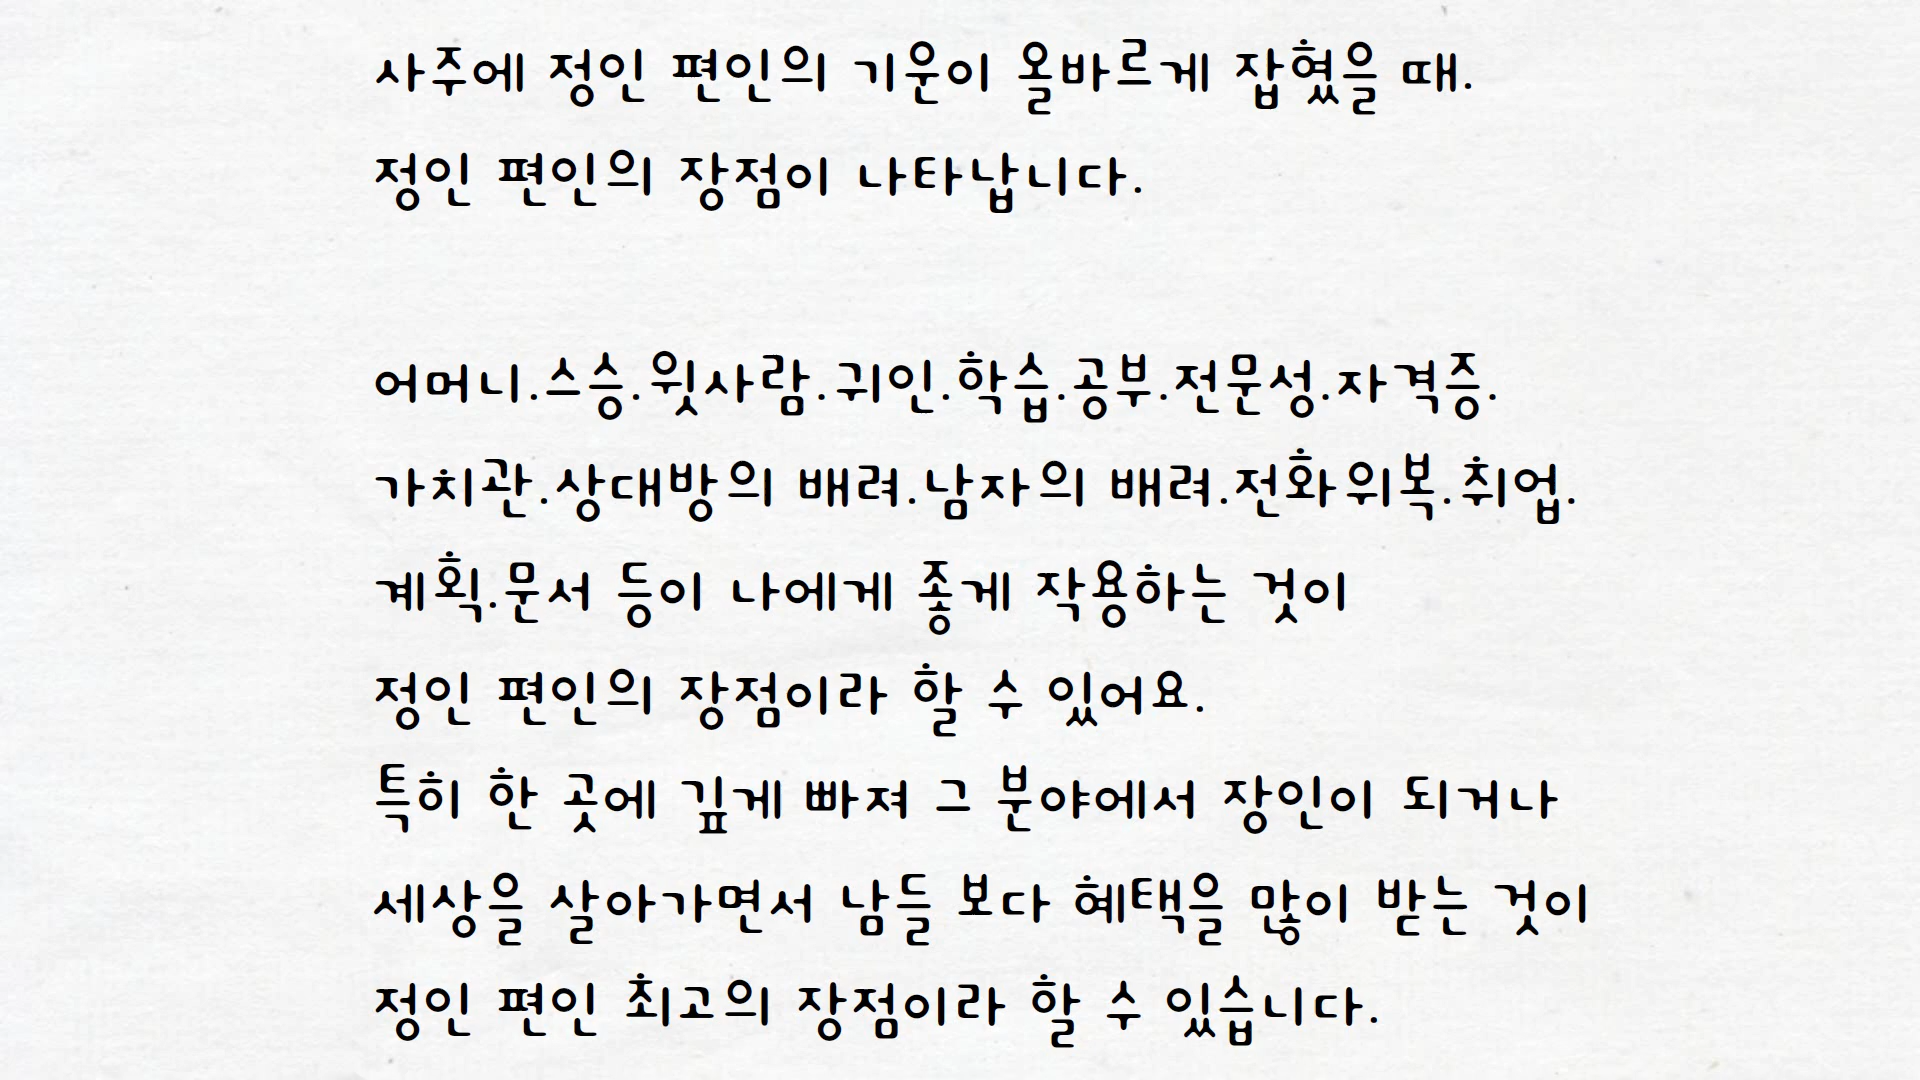 사주에 정인 편인의 기운이 올바르게 잡혔을 때.
정인 편인의 장점이 나타납니다.
어머니.스승.윗사람.귀인.학습.공부.전문성.자격증.
가치관.상대방의 배려.남자의 배려.전화위복.취업.
계획.문서 등이 나에게 좋게 작용하는 것이
정인 편인의 장점이라 할 수 있어요.
특히 한 곳에 깊게 빠져 그 분야에서 장인이 되거나
세상을 살아가면서 남들 보다 혜택을 많이 받는 것이
정인 편인 최고의 장점이라 할 수 있습니다.